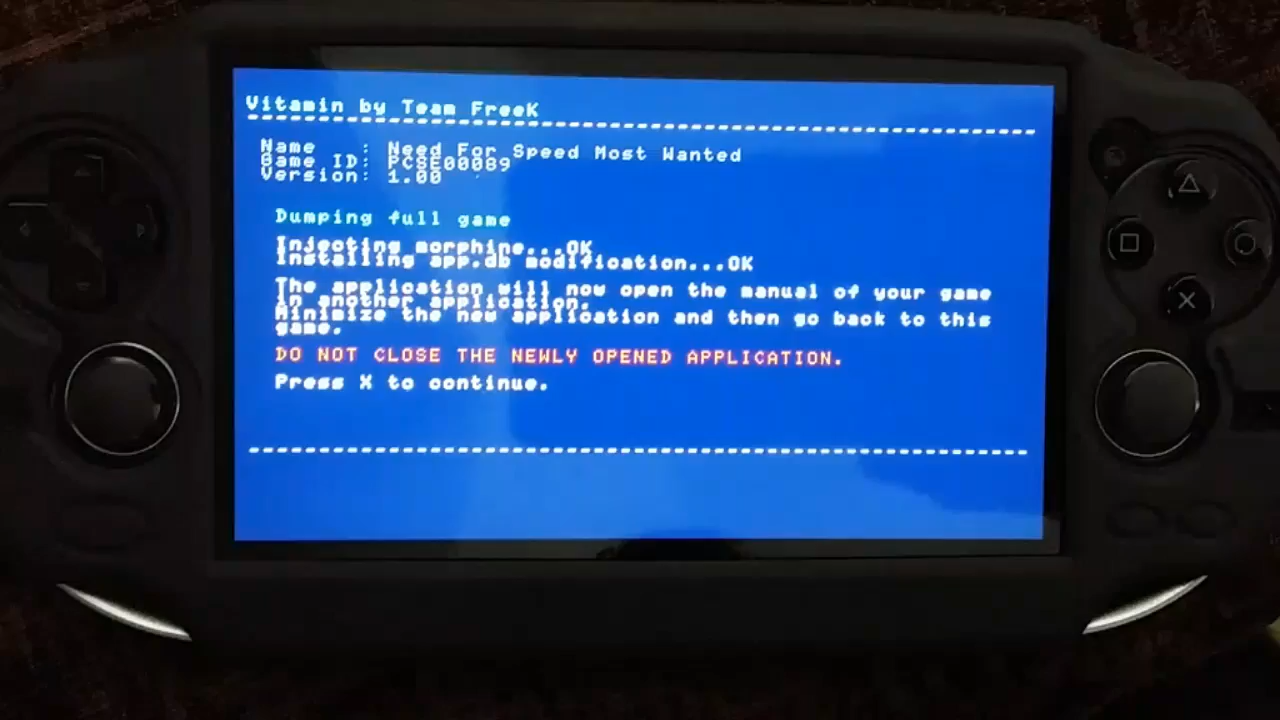 Vitamin by Team FreeK
Name    : Need For Speed Most Wanted
Game ID: PCSE00089
Version: 1.00
Dumping full game
Injecting morphine...OK
Installing app.db modification...OK
The application will now open the manual of your game
in another application.
Minimize the new application and then go back to this
game.
DO NOT CLOSE THE NEWLY OPENED APPLICATION.
Press X to continue.